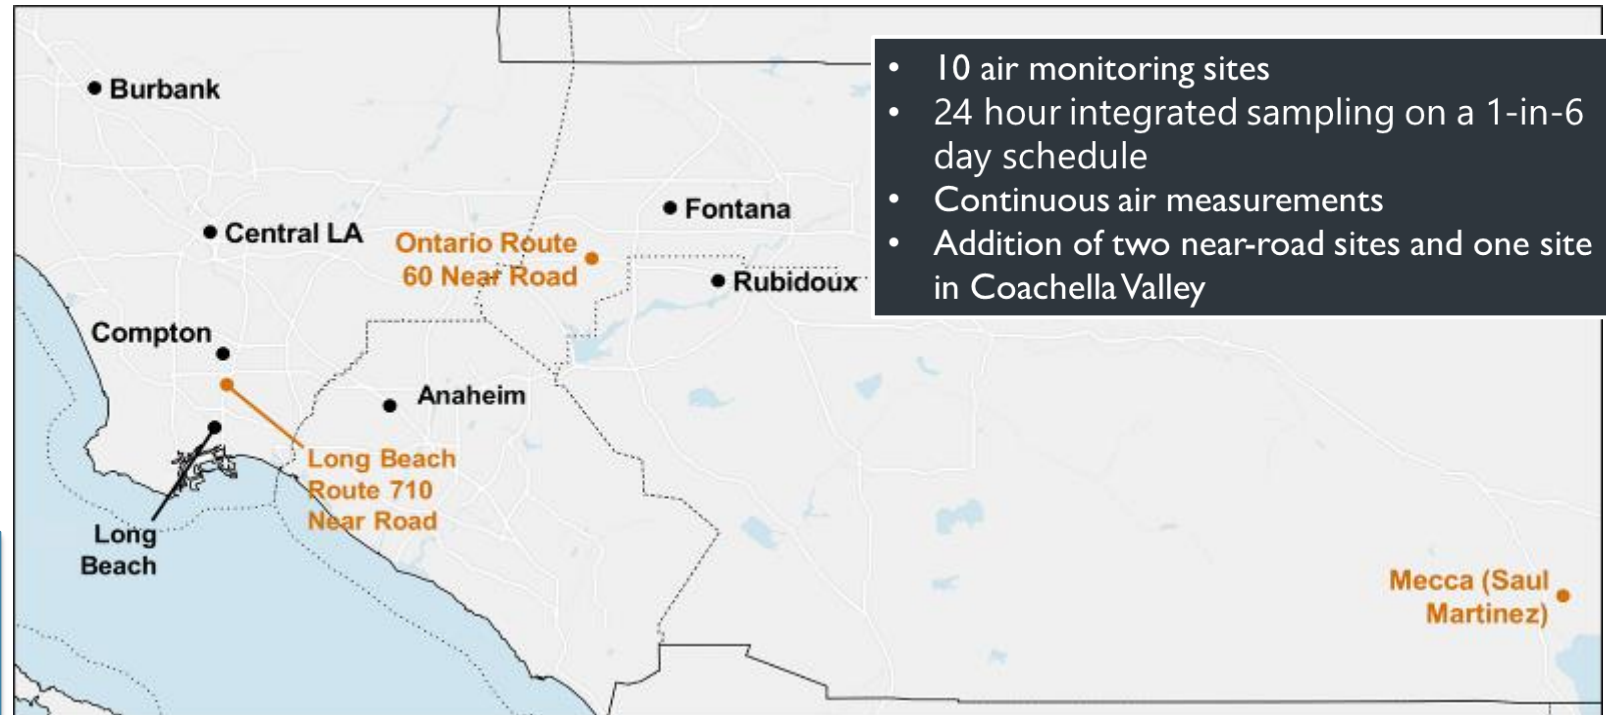 Burbank
Central LA
Ontario Route
60 Near Road
Fontana
Rubidoux
Compton
Anaheim
Long Beach
Route 710
Near Road
Long
Beach
Mecca (Saul
Martinez)
• 10 air monitoring sites
• 24 hour integrated sampling on a 1-in-6
day schedule
• Continuous air measurements
• Addition of two near-road sites and one site
in Coachella Valley